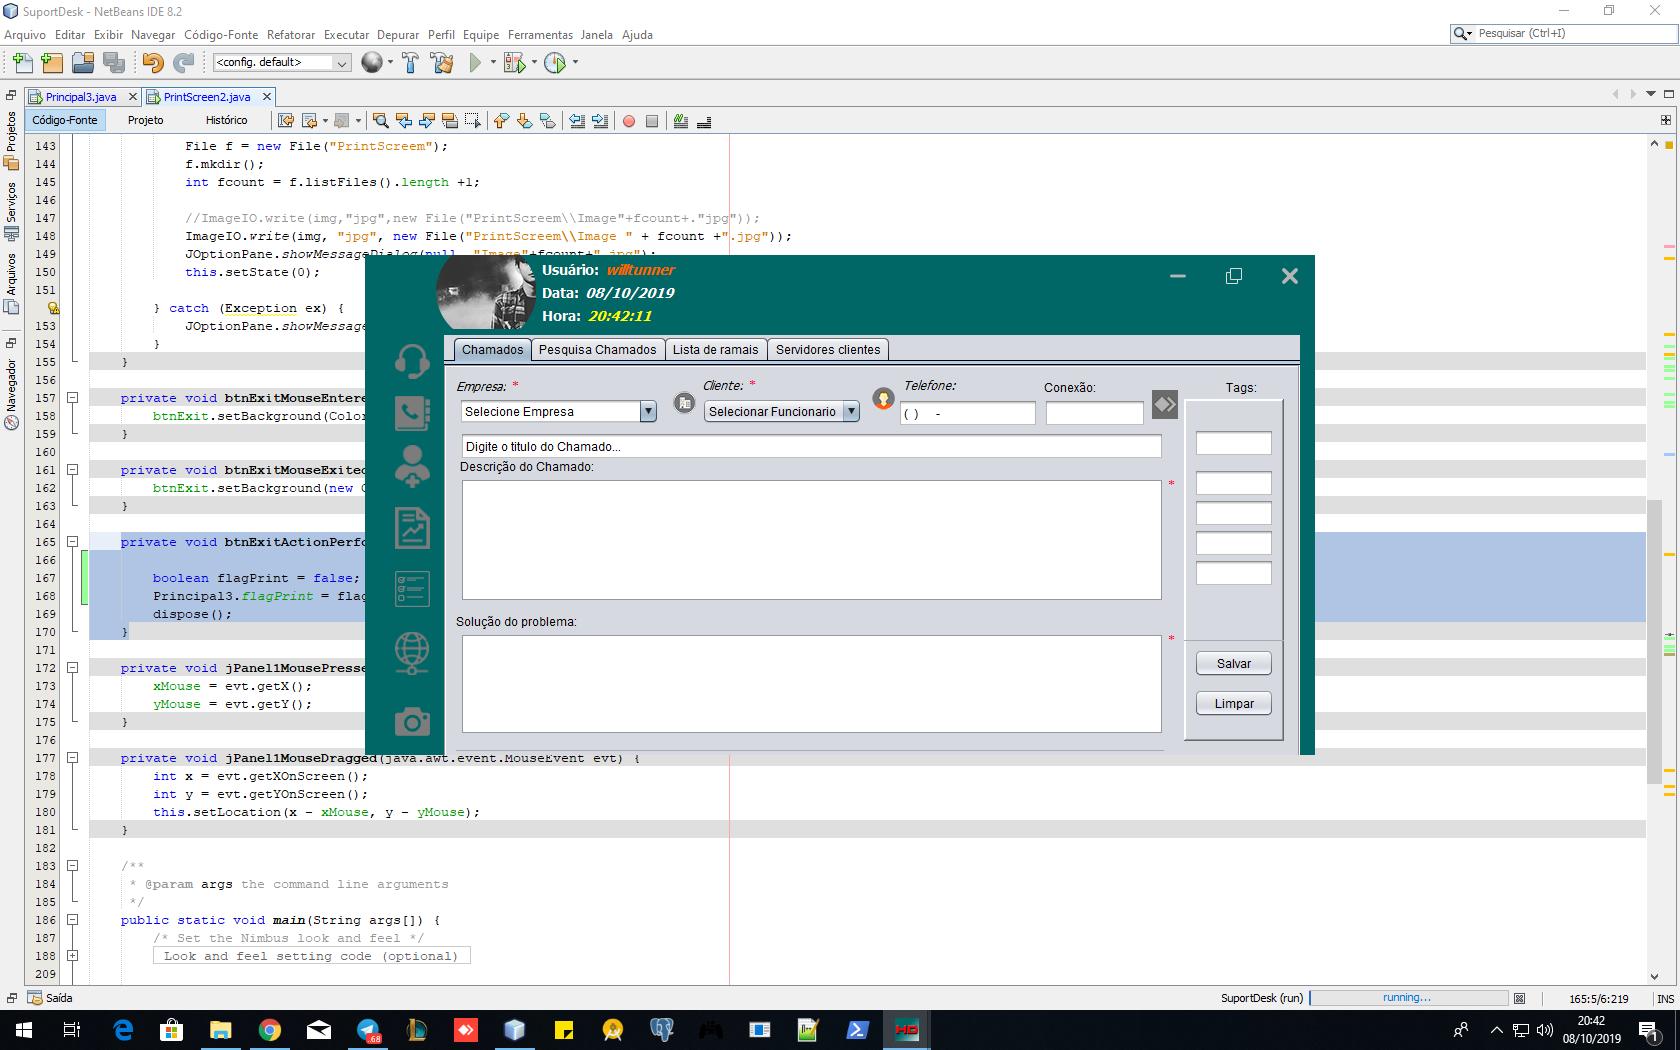 SuportDesk - NetBeans IDE 8.2
Arquivo Editar Exibir Navegar Código-Fonte Refatorar Executar Depurar Perfil Equipe Ferramentas Janela Ajuda
Pesquisar (Ctrl+I)
<config. default>
Principal3.java
PrintScreen2.java
Código-Fonte Projeto Histórico
Projetos
Serviços
Arquivos
Navegador
143 File f = new File("PrintScreem");
144 f.mkdir();
145 int fcount = f.listFiles().length +1;
146
147 //ImageIO.write(img,"jpg",new File("PrintScreem\\Image"+fcount+."jpg"));
148 ImageIO.write(img, "jpg", new File("PrintScreem\\Image " + fcount +".jpg"));
149 JOptionPane.showMessageDialog(null, "Image"+fcount+".jpg");
150 this.setState(0);
151
} catch (Exception ex) {
153 JOptionPane.showMessage
154 }
155 }
156
157 private void btnExitMouseEntere
158 btnExit.setBackground(Color
159 }
160
161 private void btnExitMouseExited
162 btnExit.setBackground(new C
163 }
164
165 private void btnExitActionPerfo
166
167 boolean flagPrint = false;
168 Principal3.flagPrint = flag
169 dispose();
170 }
171
172 private void jPanel1MousePresse
173 xMouse = evt.getX();
174 yMouse = evt.getY();
175 }
176
177 private void jPanel1MouseDragged(java.awt.event.MouseEvent evt) {
178 int x = evt.getXOnScreen();
179 int y = evt.getYOnScreen();
180 this.setLocation(x - xMouse, y - yMouse);
181 }
182
183 /**
184 * @param args the command line arguments
185 */
186 public static void main(String args[]) {
187 /* Set the Nimbus look and feel */
188 Look and feel setting code (optional)
209
Usuário: willtunner
Data: 08/10/2019
Hora: 20:42:11
Chamados Pesquisa Chamados Lista de ramais Servidores clientes
Empresa: * Cliente: * Telefone: Conexão: Tags:
Selecione Empresa Selecionar Funcionario ( ) -
Digite o titulo do Chamado...
Descrição do Chamado:
*
Solução do problema:
*
Salvar
Limpar
Saída
SuportDesk (run) running... 165:5/6:219 INS
.68
HD
20:42
08/10/2019
1